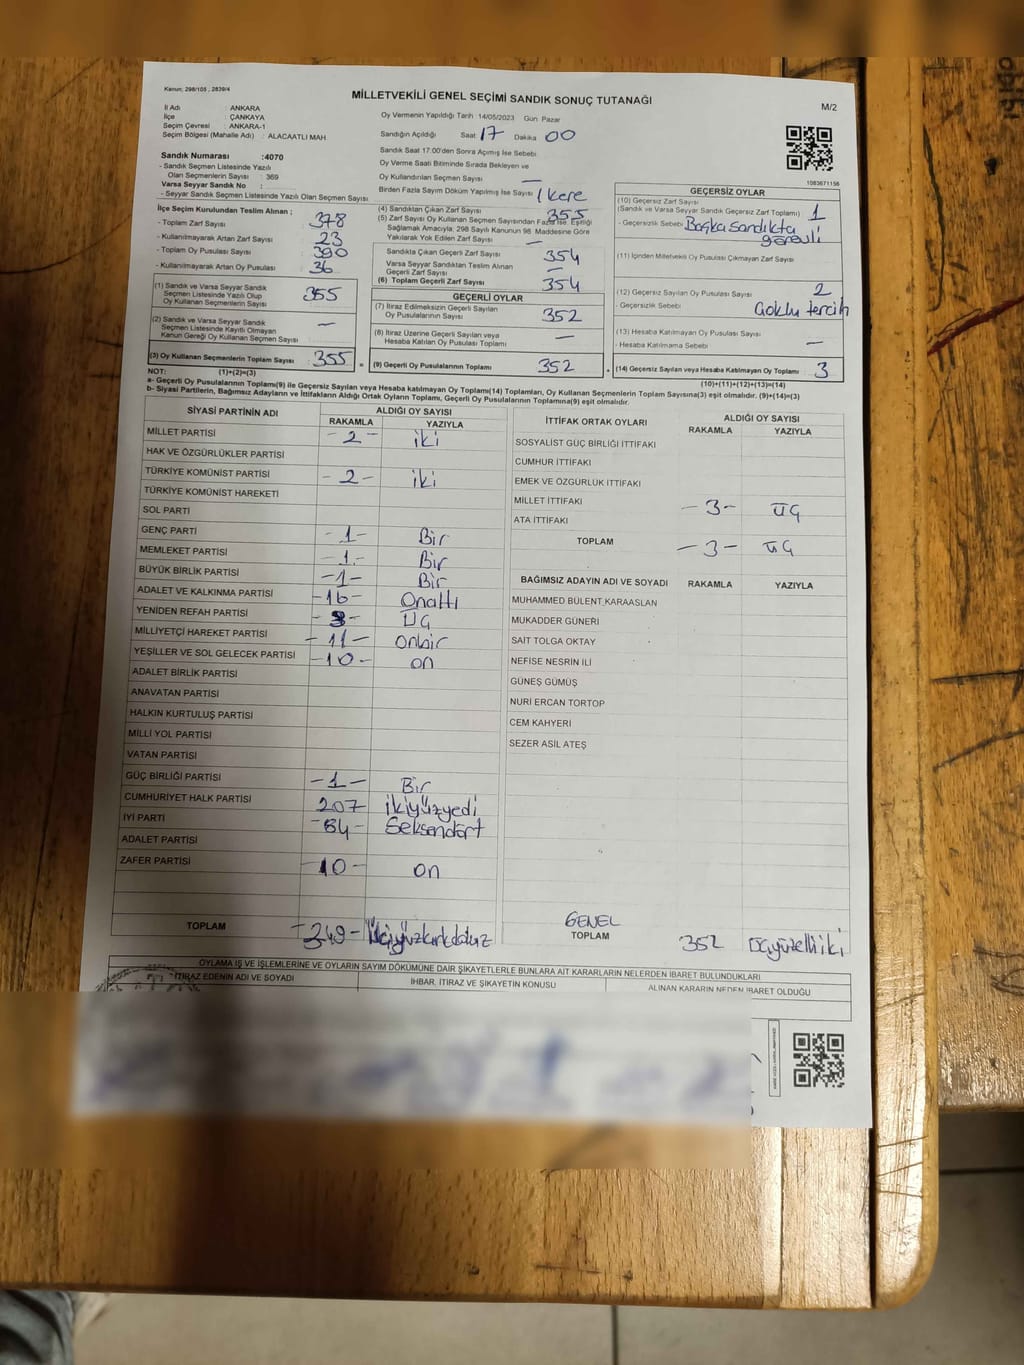 Kanun; 298/105 , 2839/4
MİLLETVEKİLİ GENEL SEÇİMİ SANDIK SONUÇ TUTANAĞI
M/2
İl Adı : ANKARA
İlçe : ÇANKAYA
Seçim Çevresi : ANKARA-1
Seçim Bölgesi (Mahalle Adı) : ALACAATLI MAH
Oy Vermenin Yapıldığı Tarih 14/05/2023 Gün Pazar
Sandığın Açıldığı Saat 17 Dakika 00
Sandık Saat 17:00'den Sonra Açımış İse Sebebi
Oy Verme Saati Bitiminde Sırada Bekleyen ve
Oy Kullandırılan Seçmen Sayısı —
Birden Fazla Sayım Döküm Yapılmış İse Sayısı 1 kere
Sandık Numarası :4070
- Sandık Seçmen Listesinde Yazılı
Olan Seçmenlerin Sayısı : 369
Varsa Seyyar Sandık No :
- Seyyar Sandık Seçmen Listesinde Yazılı Olan Seçmen Sayısı
1083671156
İlçe Seçim Kurulundan Teslim Alınan ;
- Toplam Zarf Sayısı 378
- Kullanılmayarak Artan Zarf Sayısı 23
- Toplam Oy Pusulası Sayısı 390
- Kullanılmayarak Artan Oy Pusulası 36
(1) Sandık ve Varsa Seyyar Sandık
Seçmen Listesinde Yazılı Olup
Oy Kullanan Seçmenlerin Sayısı 355
(2) Sandık ve Varsa Seyyar Sandık
Seçmen Listesinde Kayıtlı Olmayan
Kanun Gereği Oy Kullanan Seçmen Sayısı —
(3) Oy Kullanan Seçmenlerin Toplam Sayısı 355
(4) Sandıktan Çıkan Zarf Sayısı 355
(5) Zarf Sayısı Oy Kullanan Seçmen Sayısından Fazla İse, Eşitliği
Sağlamak Amacıyla, 298 Sayılı Kanunun 98. Maddesine Göre
Yakılarak Yok Edilen Zarf Sayısı —
Sandıkta Çıkan Geçerli Zarf Sayısı 354
Varsa Seyyar Sandıktan Teslim Alınan
Geçerli Zarf Sayısı —
(6) Toplam Geçerli Zarf Sayısı 354
GEÇERLİ OYLAR
(7) İtiraz Edilmeksizin Geçerli Sayılan
Oy Pusulalarının Sayısı 352
(8) İtiraz Üzerine Geçerli Sayılan veya
Hesaba Katılan Oy Pusulaları Toplamı —
= (9) Geçerli Oy Pusulalarının Toplamı 352
GEÇERSİZ OYLAR
(10) Geçersiz Zarf Sayısı
(Sandık ve Varsa Seyyar Sandık Geçersiz Zarf Toplamı) 1
- Geçersizlik Sebebi Başka sandıkta
görevli
(11) İçinden Milletvekili Oy Pusulası Çıkmayan Zarf Sayısı
(12) Geçersiz Sayılan Oy Pusulası Sayısı 2
- Geçersizlik Sebebi Çoklu tercih
(13) Hesaba Katılmayan Oy Pusulası Sayısı
- Hesaba Katılmama Sebebi —
+ (14) Geçersiz Sayılan veya Hesaba Katılmayan Oy Toplamı 3
NOT: (1)+(2)=(3)
(10)+(11)+(12)+(13)=(14)
a- Geçerli Oy Pusulalarının Toplamı(9) ile Geçersiz Sayılan veya Hesaba katılmayan Oy Toplam(14) Toplamları, Oy Kullanan Seçmenlerin Toplam Sayısına(3) eşit olmalıdır. (9)+(14)=(3)
b- Siyasi Partilerin, Bağımsız Adayların ve İttifakların Aldığı Ortak Oyların Toplamı, Geçerli Oy Pusulalarının Toplamına(9) eşit olmalıdır.
SİYASİ PARTİNİN ADI ALDIĞI OY SAYISI
RAKAMLA YAZIYLA
MİLLET PARTİSİ -2- iki
HAK VE ÖZGÜRLÜKLER PARTİSİ
TÜRKİYE KOMÜNİST PARTİSİ -2- iki
TÜRKİYE KOMÜNİST HAREKETİ
SOL PARTİ
GENÇ PARTİ -1- Bir
MEMLEKET PARTİSİ -1- Bir
BÜYÜK BİRLİK PARTİSİ -1- Bir
ADALET VE KALKINMA PARTİSİ -16- Onaltı
YENİDEN REFAH PARTİSİ -3- ÜÇ
MİLLİYETÇİ HAREKET PARTİSİ -11- onbir
YEŞİLLER VE SOL GELECEK PARTİSİ -10- on
ADALET BİRLİK PARTİSİ
ANAVATAN PARTİSİ
HALKIN KURTULUŞ PARTİSİ
MİLLİ YOL PARTİSİ
VATAN PARTİSİ
GÜÇ BİRLİĞİ PARTİSİ -1- Bir
CUMHURİYET HALK PARTİSİ 207 ikiyüzyedi
İYİ PARTİ -84- Seksendört
ADALET PARTİSİ
ZAFER PARTİSİ -10- on
TOPLAM -349-
İTTİFAK ORTAK OYLARI ALDIĞI OY SAYISI
RAKAMLA YAZIYLA
SOSYALİST GÜÇ BİRLİĞİ İTTİFAKI
CUMHUR İTTİFAKI
EMEK VE ÖZGÜRLÜK İTTİFAKI
MİLLET İTTİFAKI -3- ÜÇ
ATA İTTİFAKI
TOPLAM -3- ÜÇ
BAĞIMSIZ ADAYIN ADI VE SOYADI RAKAMLA YAZIYLA
MUHAMMED BÜLENT KARAASLAN
MUKADDER GÜNERİ
SAİT TOLGA OKTAY
NEFİSE NESRİN İLİ
GÜNEŞ GÜMÜŞ
NURİ ERCAN TORTOP
CEM KAHYERİ
SEZER ASİL ATEŞ
GENEL
TOPLAM 352 üçyüzelliiki
OYLAMA İŞ VE İŞLEMLERİNE VE OYLARIN SAYIM DÖKÜMÜNE DAİR ŞİKAYETLERLE BUNLARA AİT KARARLARIN NELERDEN İBARET BULUNDUKLARI
İTİRAZ EDENİN ADI VE SOYADI İHBAR, İTİRAZ VE ŞİKAYETİN KONUSU ALINAN KARARIN NEDEN İBARET OLDUĞU